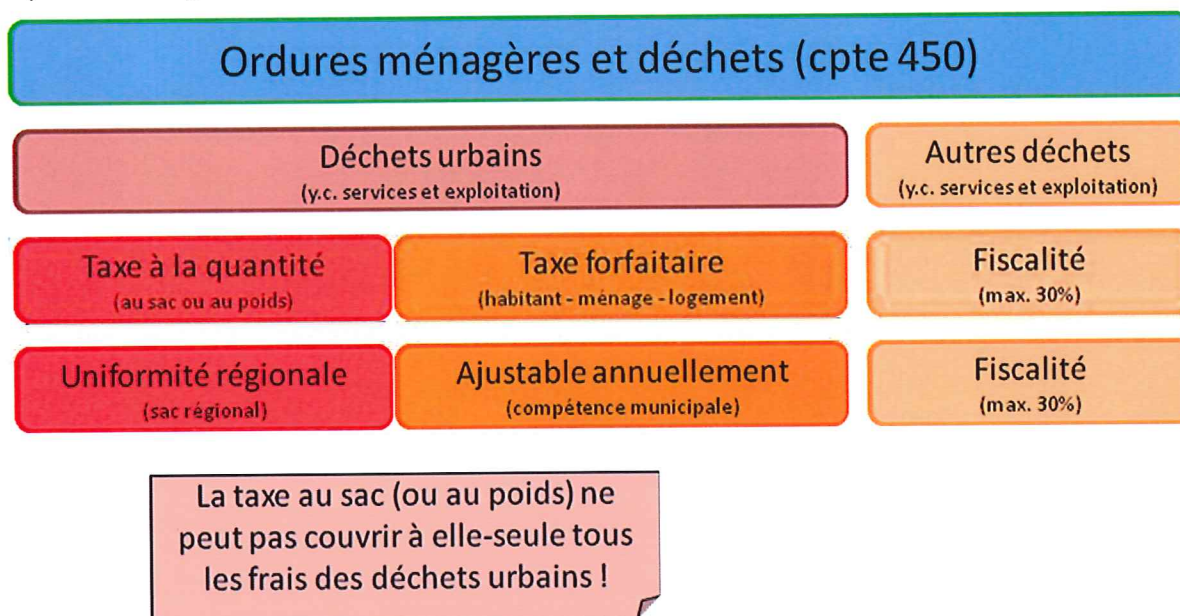 Ordures ménagères et déchets (cpte 450)
Déchets urbains
(y.c. services et exploitation)
Autres déchets
(y.c. services et exploitation)
Taxe à la quantité
(au sac ou au poids)
Taxe forfaitaire
(habitant - ménage - logement)
Fiscalité
(max. 30%)
Uniformité régionale
(sac régional)
Ajustable annuellement
(compétence municipale)
Fiscalité
(max. 30%)
La taxe au sac (ou au poids) ne
peut pas couvrir à elle-seule tous
les frais des déchets urbains !